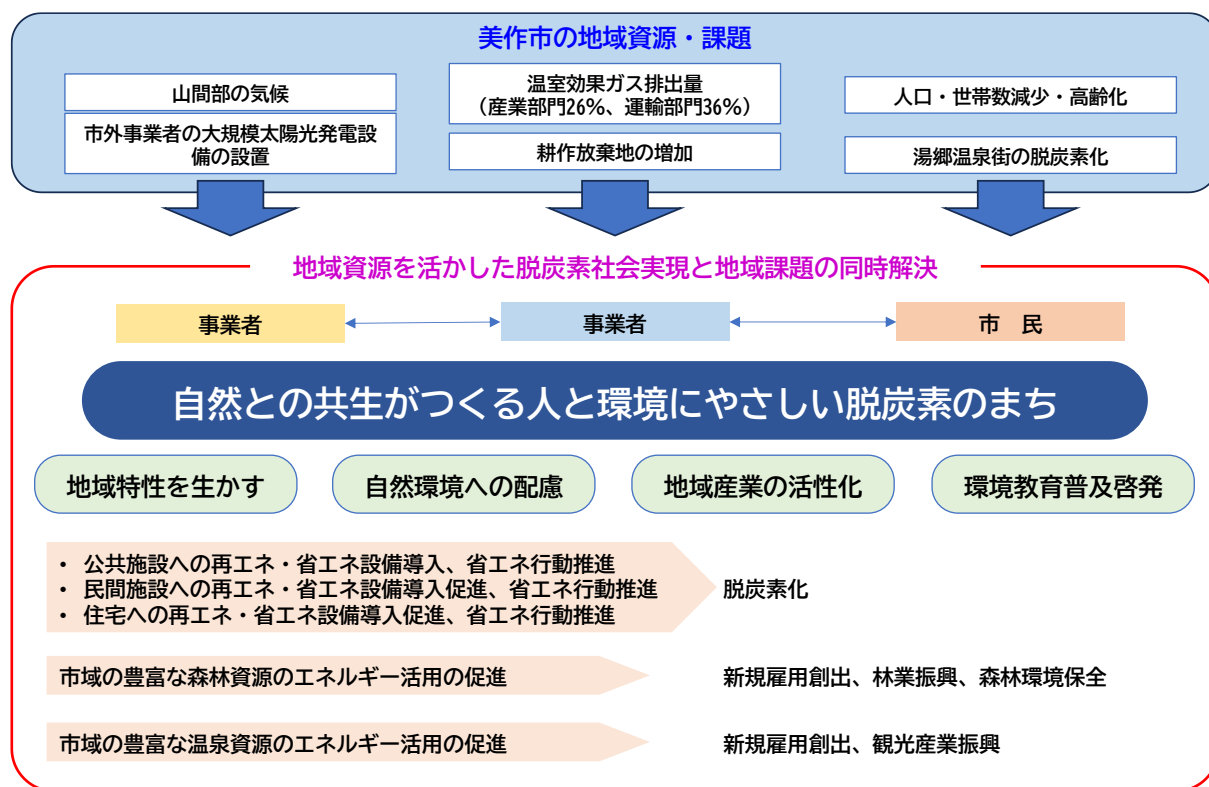 美作市の地域資源・課題
山間部の気候
市外事業者の大規模太陽光発電設
備の設置
温室効果ガス排出量
（産業部門26%、運輸部門36%）
耕作放棄地の増加
人口・世帯数減少・高齢化
湯郷温泉街の脱炭素化
地域資源を活かした脱炭素社会実現と地域課題の同時解決
事業者
事業者
市　民
自然との共生がつくる人と環境にやさしい脱炭素のまち
地域特性を生かす
自然環境への配慮
地域産業の活性化
環境教育普及啓発
• 公共施設への再エネ・省エネ設備導入、省エネ行動推進
• 民間施設への再エネ・省エネ設備導入促進、省エネ行動推進
• 住宅への再エネ・省エネ設備導入促進、省エネ行動推進
脱炭素化
市域の豊富な森林資源のエネルギー活用の促進
新規雇用創出、林業振興、森林環境保全
市域の豊富な温泉資源のエネルギー活用の促進
新規雇用創出、観光産業振興